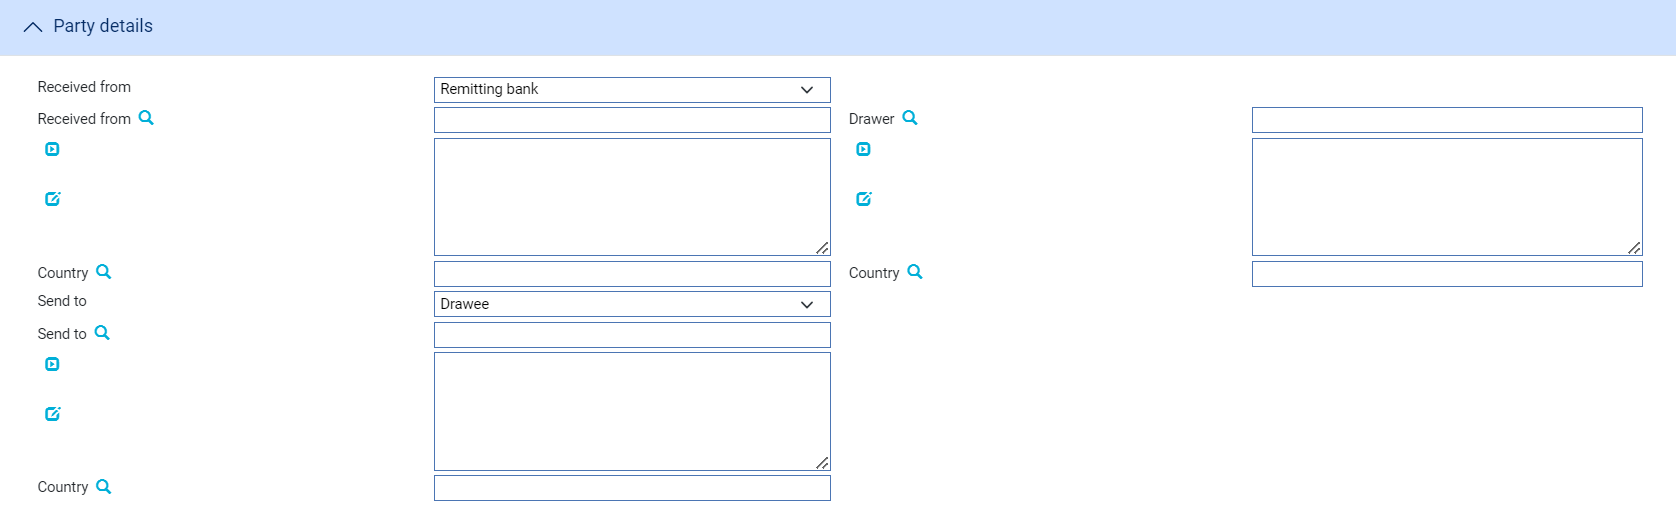 Party details
Received from Remitting bank
Received from Drawer
Country Country
Send to Drawee
Send to
Country